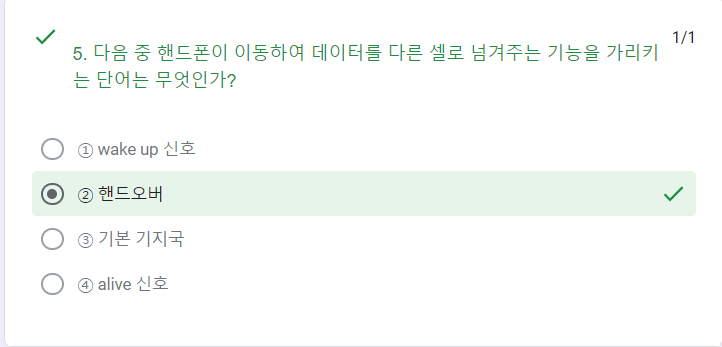 5. 다음 중 핸드폰이 이동하여 데이터를 다른 셀로 넘겨주는 기능을 가리키
는 단어는 무엇인가?
1/1
① wake up 신호
② 핸드오버
③ 기본 기지국
④ alive 신호